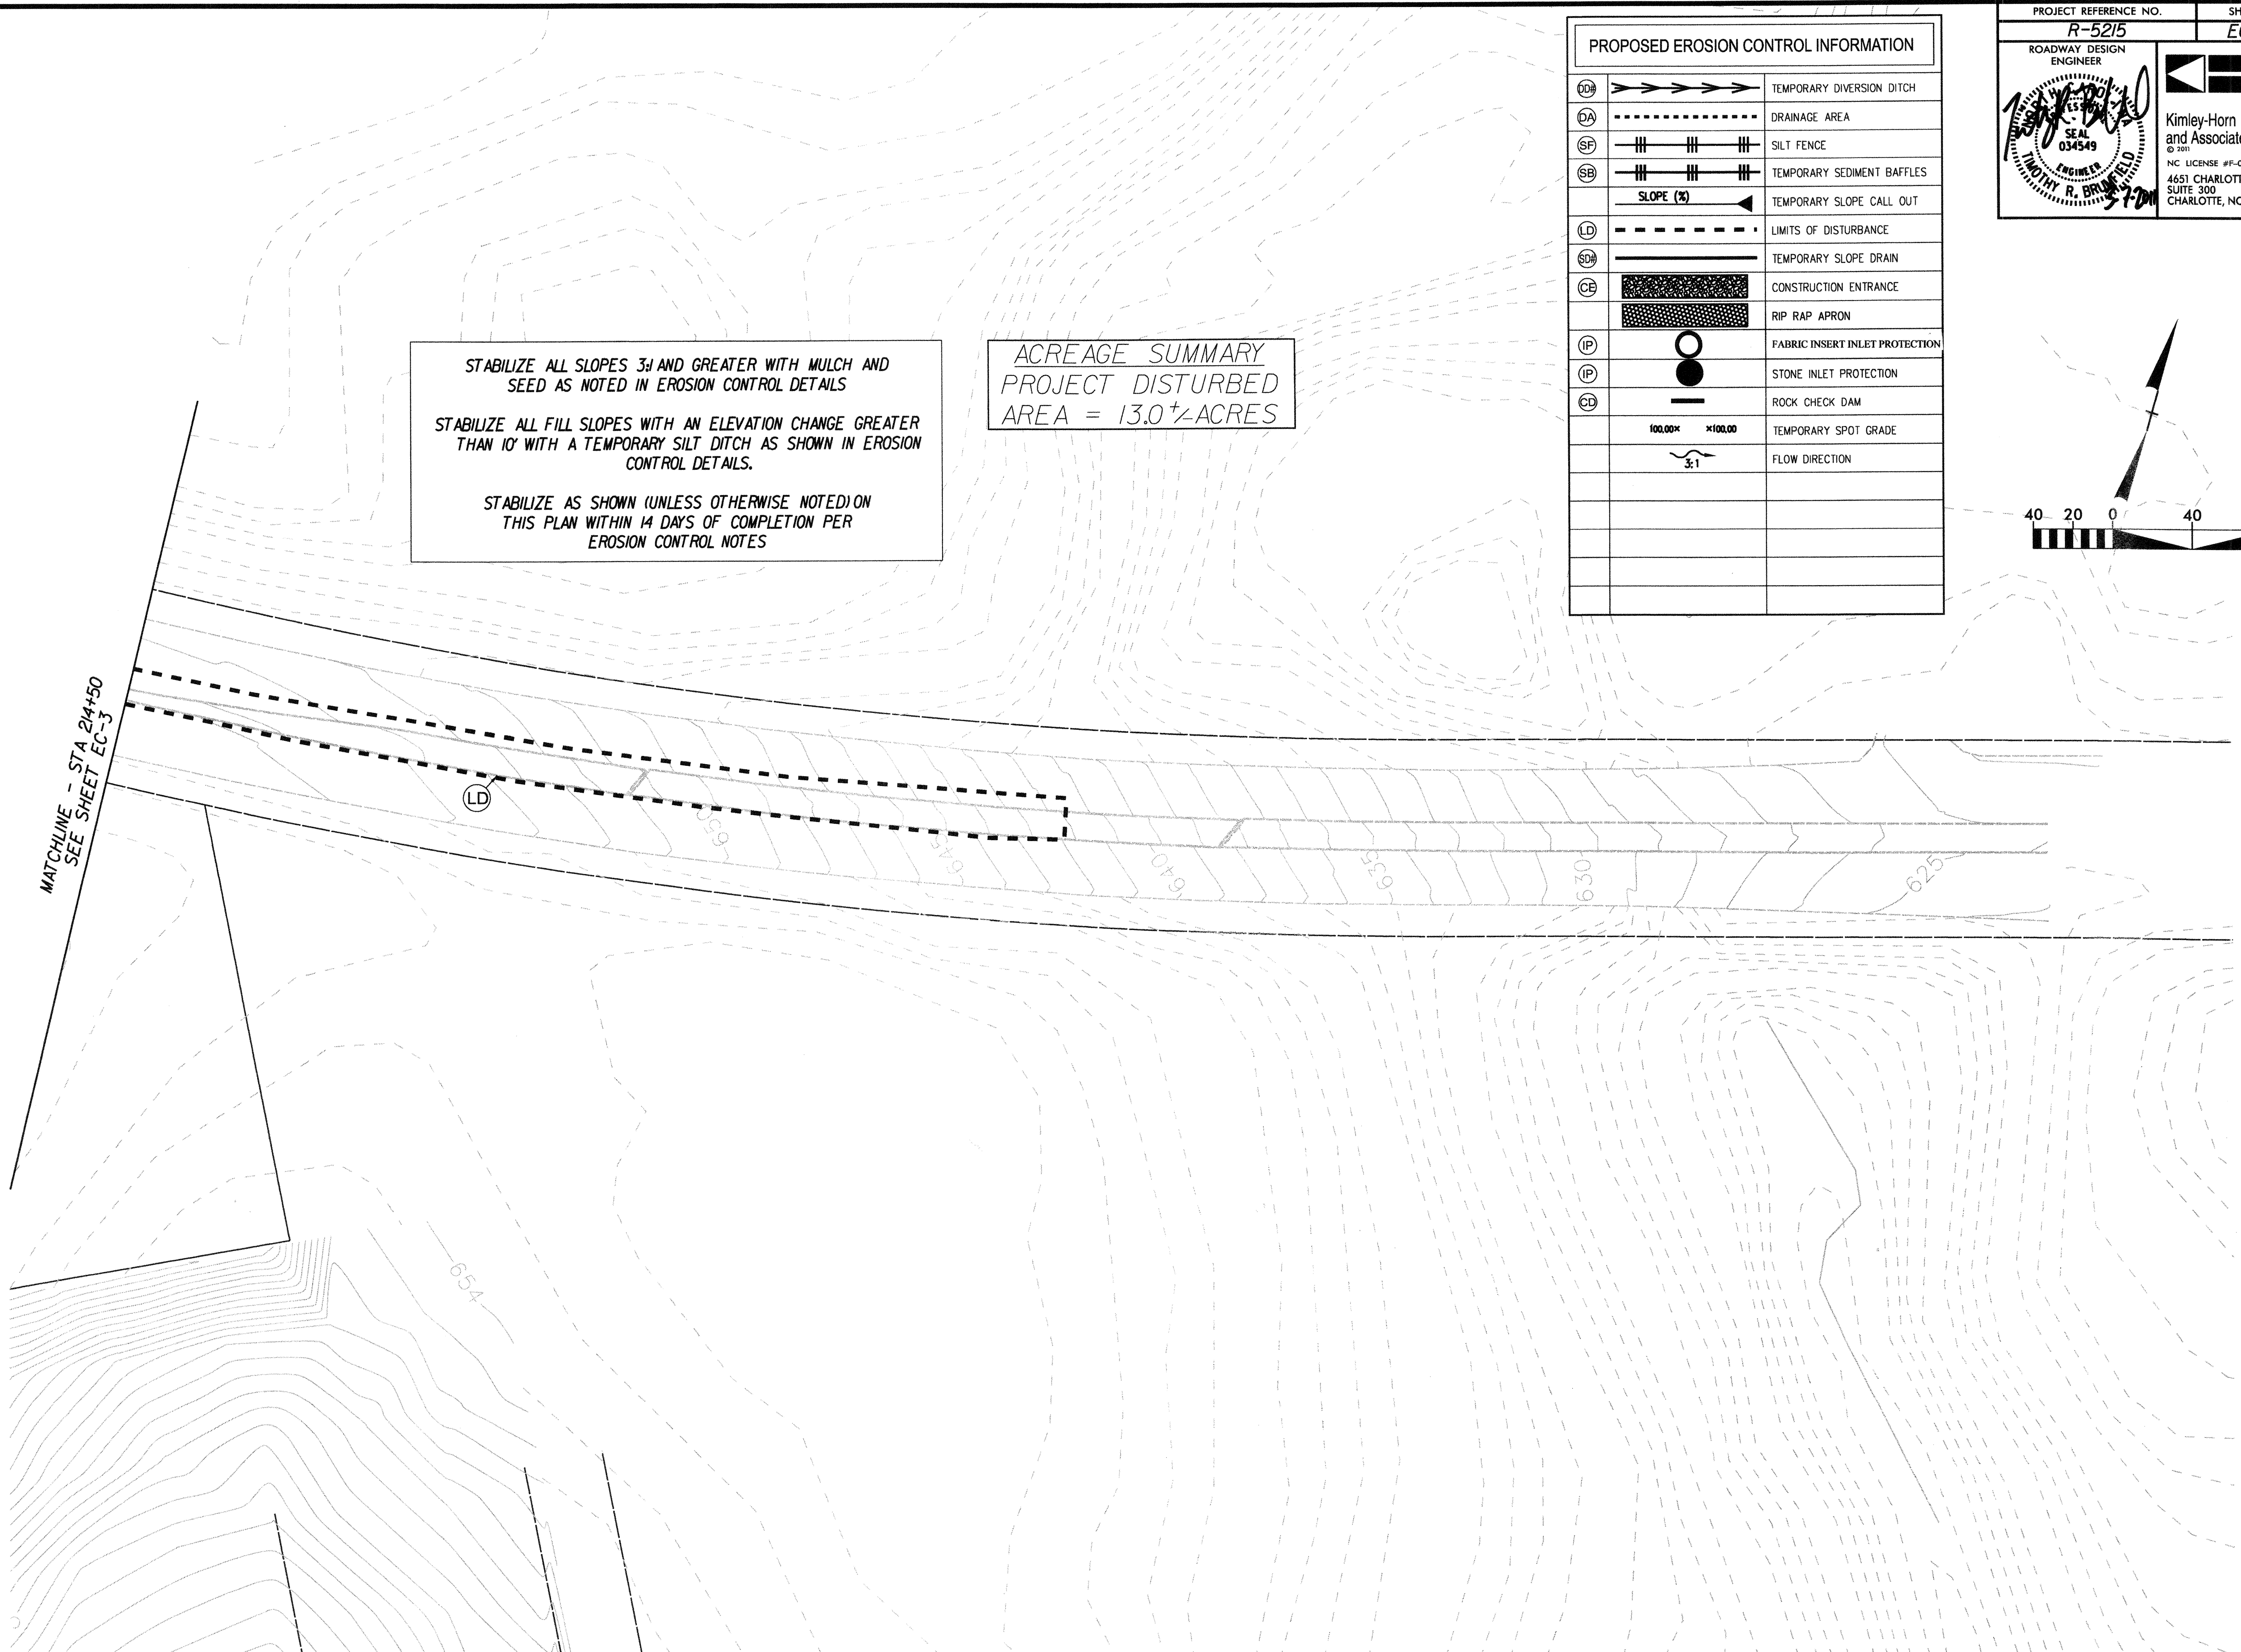 PROJECT REFERENCE NO.
R-5215
ROADWAY DESIGN
ENGINEER
SEAL
034549
ENGINEER
TIMOTHY R. BRUMFIELD
Kimley-Horn
© 2011
NC LICENSE
SUITE 300
CHARLOTTE, NC
PROPOSED EROSION CONTROL INFORMATION
DD# TEMPORARY DIVERSION DITCH
DA DRAINAGE AREA
SF SILT FENCE
SB TEMPORARY SEDIMENT BAFFLES
SLOPE (%) TEMPORARY SLOPE CALL OUT
LD LIMITS OF DISTURBANCE
SD# TEMPORARY SLOPE DRAIN
CE CONSTRUCTION ENTRANCE
RIP RAP APRON
IP FABRIC INSERT INLET PROTECTION
IP STONE INLET PROTECTION
CD ROCK CHECK DAM
100.00× ×100.00 TEMPORARY SPOT GRADE
3:1 FLOW DIRECTION
STABILIZE ALL SLOPES 3:1 AND GREATER WITH MULCH AND
SEED AS NOTED IN EROSION CONTROL DETAILS
STABILIZE ALL FILL SLOPES WITH AN ELEVATION CHANGE GREATER
THAN 10' WITH A TEMPORARY SILT DITCH AS SHOWN IN EROSION
CONTROL DETAILS.
STABILIZE AS SHOWN (UNLESS OTHERWISE NOTED) ON
THIS PLAN WITHIN 14 DAYS OF COMPLETION PER
EROSION CONTROL NOTES
ACREAGE SUMMARY
PROJECT DISTURBED
AREA = 13.0 +/- ACRES
40 20 0 40
MATCHLINE - STA 214+50
SEE SHEET EC-3
LD
650
645
640
635
630
625
654